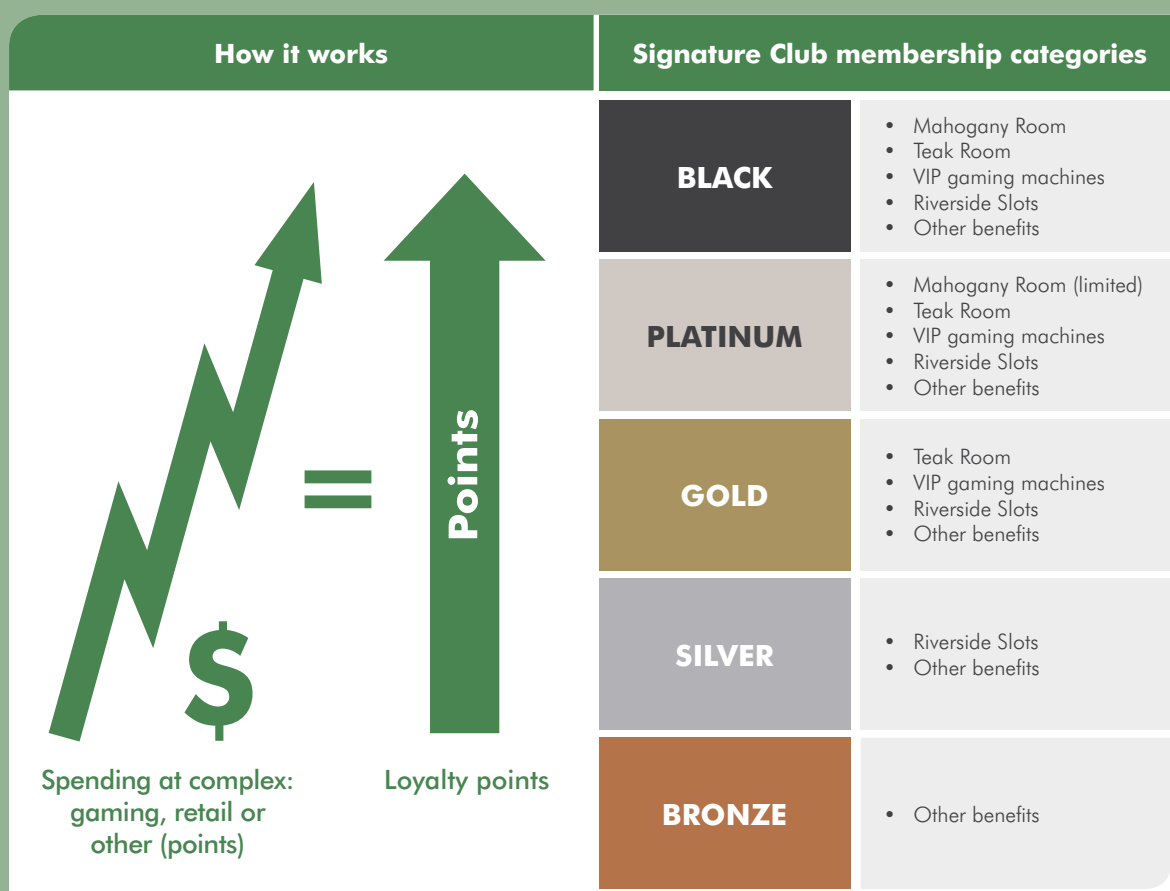 How it works
$
=
Points
Spending at complex:
gaming, retail or
other (points)
Loyalty points
Signature Club membership categories
BLACK
• Mahogany Room
• Teak Room
• VIP gaming machines
• Riverside Slots
• Other benefits
PLATINUM
• Mahogany Room (limited)
• Teak Room
• VIP gaming machines
• Riverside Slots
• Other benefits
GOLD
• Teak Room
• VIP gaming machines
• Riverside Slots
• Other benefits
SILVER
• Riverside Slots
• Other benefits
BRONZE
• Other benefits